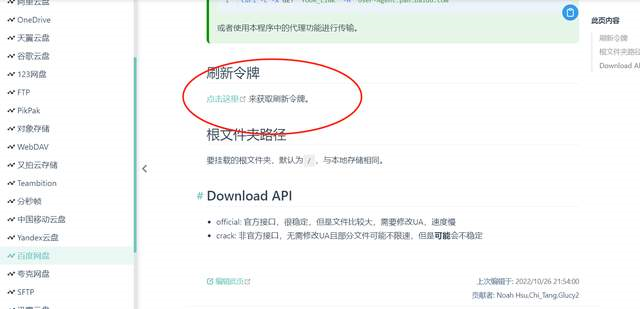 阿里云盘
OneDrive
天翼云盘
谷歌云盘
123网盘
FTP
PikPak
对象存储
WebDAV
又拍云存储
Teambition
分秒帧
中国移动云盘
Yandex云盘
百度网盘
夸克网盘
SFTP
迅雷云盘
或者使用本程序中的代理功能进行传输。
刷新令牌
点击这里 来获取刷新令牌。
根文件夹路径
要挂载的根文件夹，默认为 / ，与本地存储相同。
# Download API
official: 官方接口，很稳定，但是文件比较大，需要修改UA，速度慢
crack: 非官方接口，无需修改UA且部分文件可能不限速，但是可能会不稳定
编辑此页
上次编辑于: 2022/10/26 21:54:00
贡献者: Noah Hsu,Chi_Tang,Glucy2
此页内容
刷新令牌
根文件夹路径
Download API